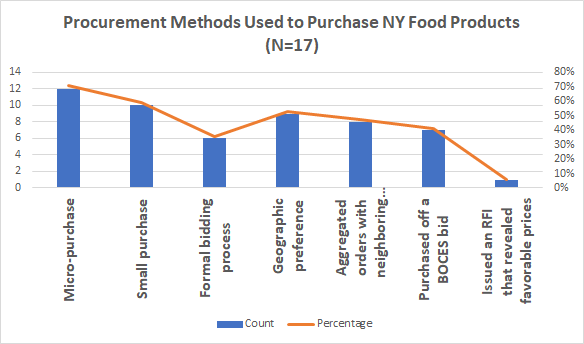 Procurement Methods Used to Purchase NY Food Products
(N=17)
14
12
10
8
6
4
2
0
80%
70%
60%
50%
40%
30%
20%
10%
0%
Micro-purchase
Small purchase
Formal bidding
process
Geographic
preference
Aggregated
orders with
neighboring...
Purchased off a
BOCES bid
Issued an RFI
that revealed
favorable prices
Count
Percentage